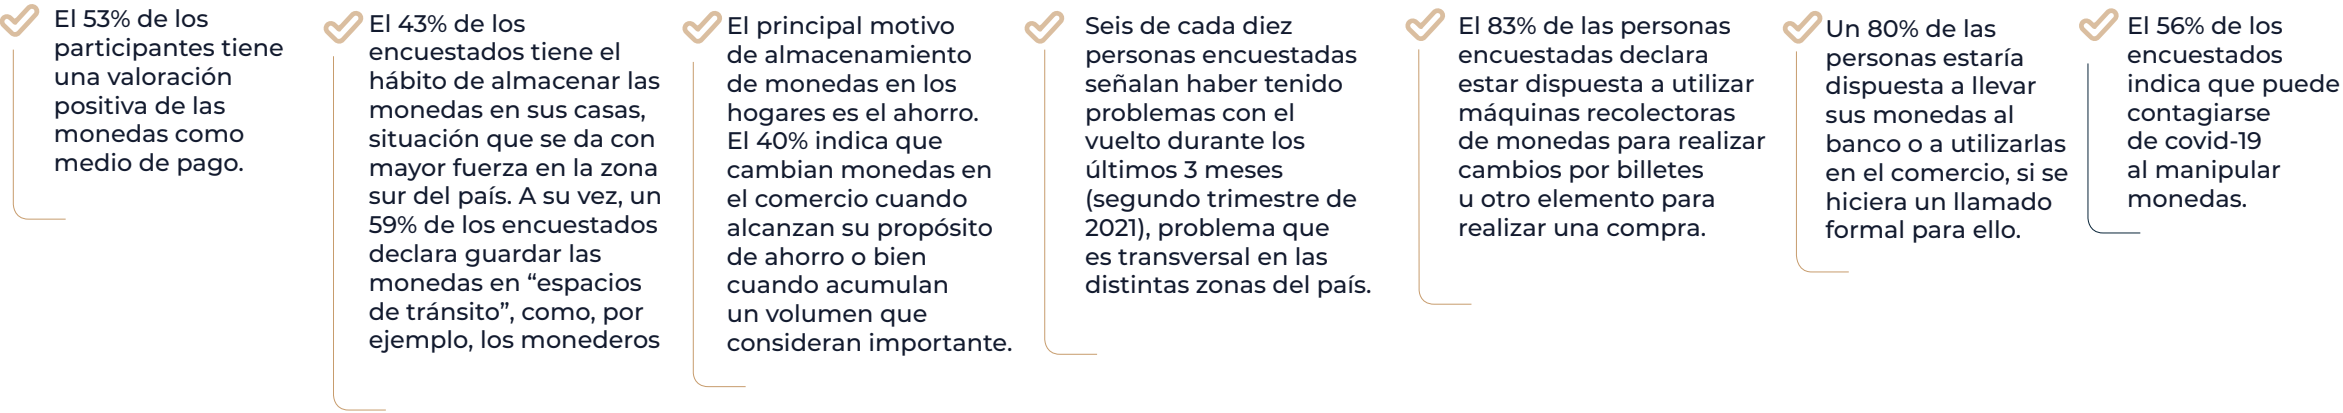 El 53% de los
participantes tiene
una valoración
positiva de las
monedas como
medio de pago.
El 43% de los
encuestados tiene el
hábito de almacenar las
monedas en sus casas,
situación que se da con
mayor fuerza en la zona
sur del país. A su vez, un
59% de los encuestados
declara guardar las
monedas en “espacios
de tránsito”, como, por
ejemplo, los monederos
El principal motivo
de almacenamiento
de monedas en los
hogares es el ahorro.
El 40% indica que
cambian monedas en
el comercio cuando
alcanzan su propósito
de ahorro o bien
cuando acumulan
un volumen que
consideran importante.
Seis de cada diez
personas encuestadas
señalan haber tenido
problemas con el
vuelto durante los
últimos 3 meses
(segundo trimestre de
2021), problema que
es transversal en las
distintas zonas del país.
El 83% de las personas
encuestadas declara
estar dispuesta a utilizar
máquinas recolectoras
de monedas para realizar
cambios por billetes
u otro elemento para
realizar una compra.
Un 80% de las
personas estaría
dispuesta a llevar
sus monedas al
banco o a utilizarlas
en el comercio, si se
hiciera un llamado
formal para ello.
El 56% de los
encuestados
indica que puede
contagiarse
de covid-19
al manipular
monedas.